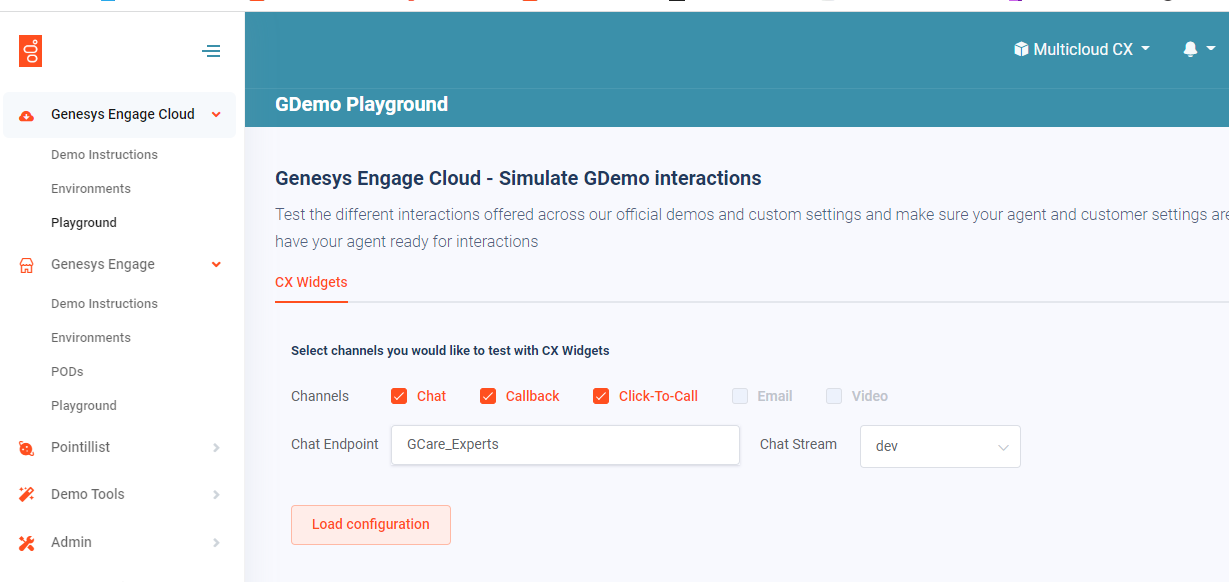 Multicloud CX
GDemo Playground
Genesys Engage Cloud
Demo Instructions
Environments
Playground
Genesys Engage
Demo Instructions
Environments
PODs
Playground
Pointillist
Demo Tools
Admin
Genesys Engage Cloud - Simulate GDemo interactions
Test the different interactions offered across our official demos and custom settings and make sure your agent and customer settings are
have your agent ready for interactions
CX Widgets
Select channels you would like to test with CX Widgets
Channels Chat Callback Click-To-Call Email Video
Chat Endpoint GCare_Experts Chat Stream dev
Load configuration